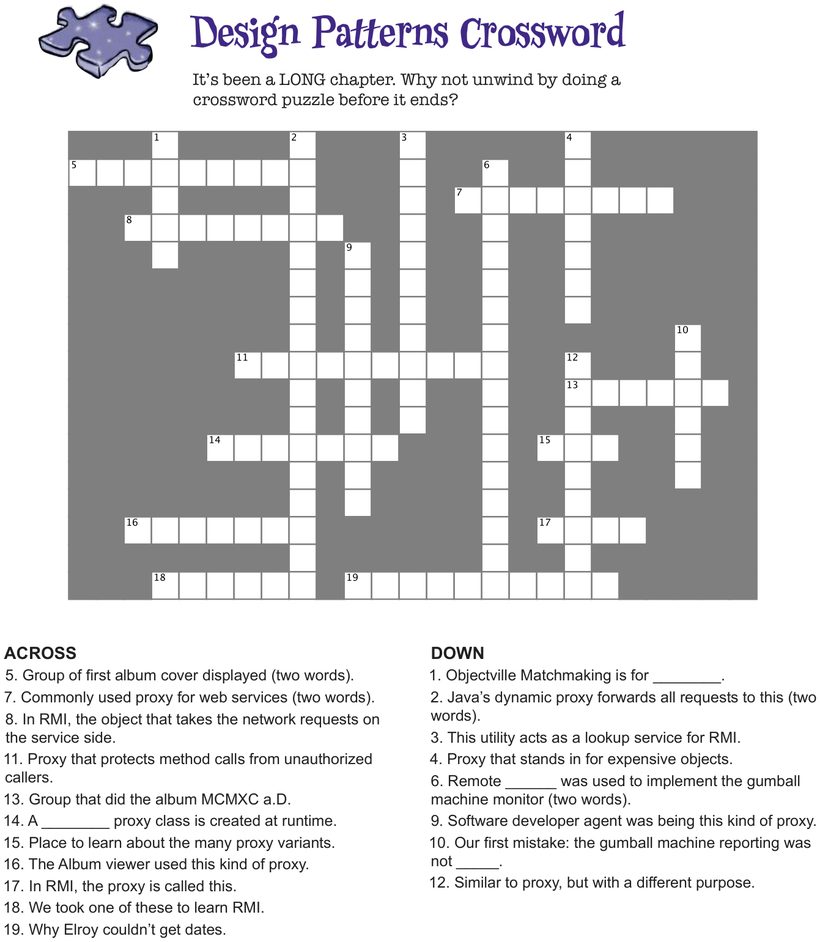 Design Patterns Crossword
It's been a LONG chapter. Why not unwind by doing a
crossword puzzle before it ends?
1 2 3 4
5 6
7
8
9
10
11 12
13
14 15
16 17
18 19
ACROSS
5. Group of first album cover displayed (two words).
7. Commonly used proxy for web services (two words).
8. In RMI, the object that takes the network requests on
the service side.
11. Proxy that protects method calls from unauthorized
callers.
13. Group that did the album MCMXC a.D.
14. A ________ proxy class is created at runtime.
15. Place to learn about the many proxy variants.
16. The Album viewer used this kind of proxy.
17. In RMI, the proxy is called this.
18. We took one of these to learn RMI.
19. Why Elroy couldn't get dates.
DOWN
1. Objectville Matchmaking is for ________.
2. Java's dynamic proxy forwards all requests to this (two
words).
3. This utility acts as a lookup service for RMI.
4. Proxy that stands in for expensive objects.
6. Remote ______ was used to implement the gumball
machine monitor (two words).
9. Software developer agent was being this kind of proxy.
10. Our first mistake: the gumball machine reporting was
not _____.
12. Similar to proxy, but with a different purpose.